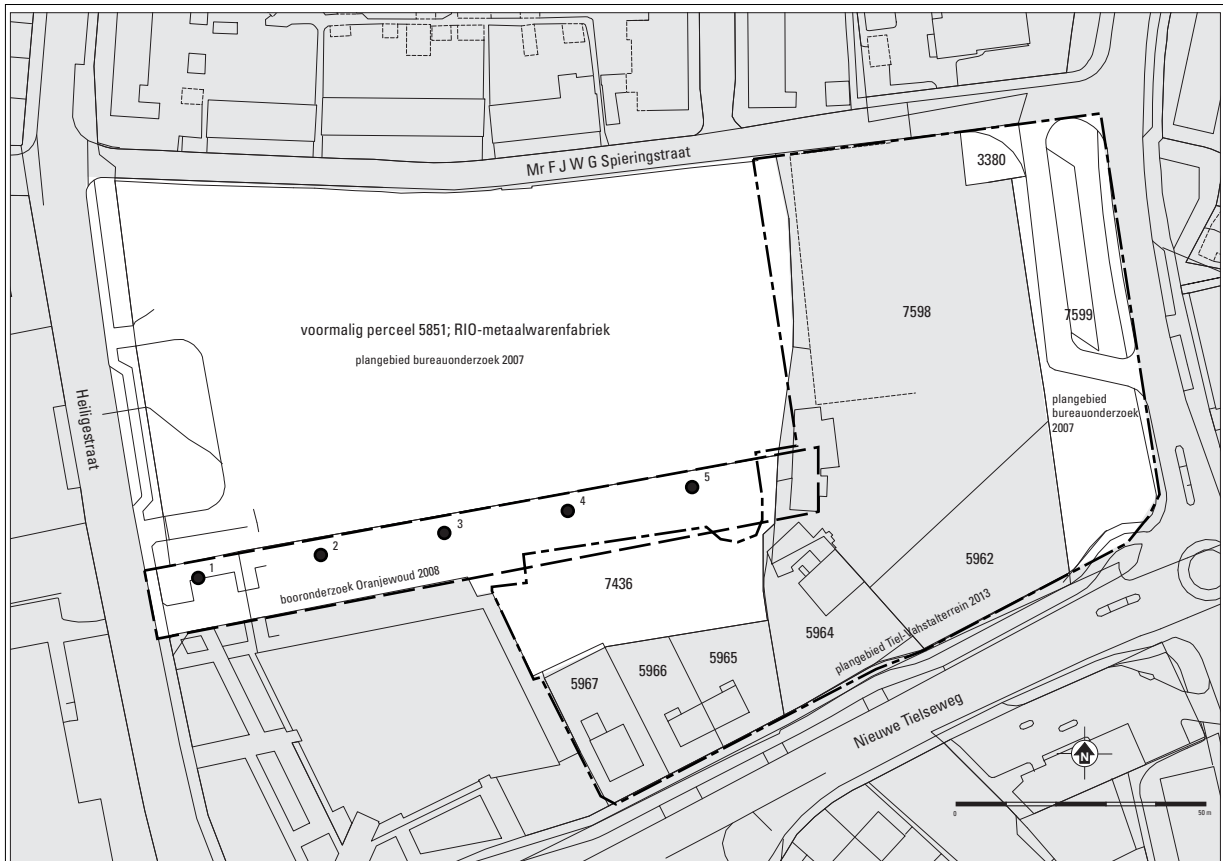 Mr F J W G Spieringstraat
3380
7598
7599
voormalig perceel 5851; RIO-metaalwarenfabriek
plangebied bureauonderzoek 2007
plangebied
bureauonderzoek
2007
Heiligestraat
5
4
3
2
1
booronderzoek Oranjewoud 2008
7436
5962
5964
plangebied Tiel-Vahstalterrein 2013
5965
5966
5967
Nieuwe Tielseweg
N
0
50 m